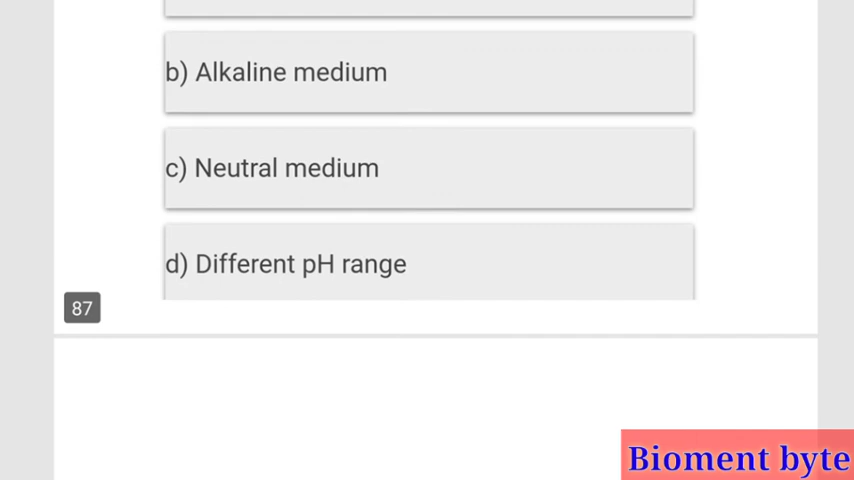 b) Alkaline medium
c) Neutral medium
d) Different pH range
87
Bioment byte